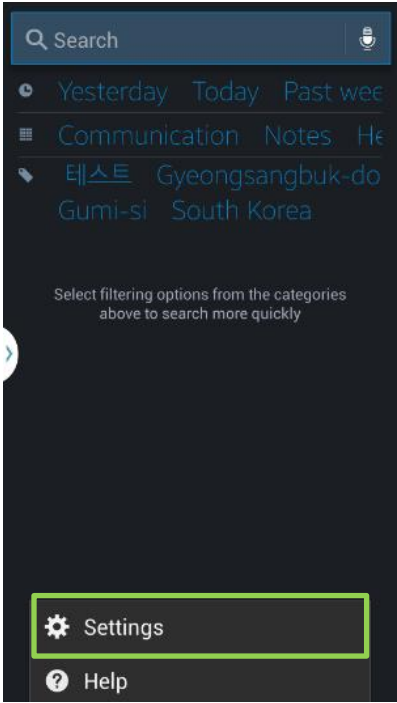 Search
Yesterday Today Past wee
Communication Notes He
테스트 Gyeongsangbuk-do
Gumi-si South Korea
Select filtering options from the categories
above to search more quickly
Settings
Help